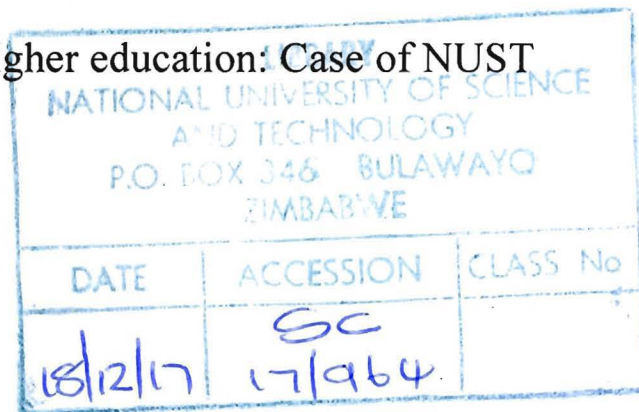 gher education: Case of NUST
LIBRARY
NATIONAL UNIVERSITY OF SCIENCE
AND TECHNOLOGY
P.O. BOX 346 BULAWAYO
ZIMBABWE
DATE ACCESSION CLASS No
SC
18/12/17 17/964